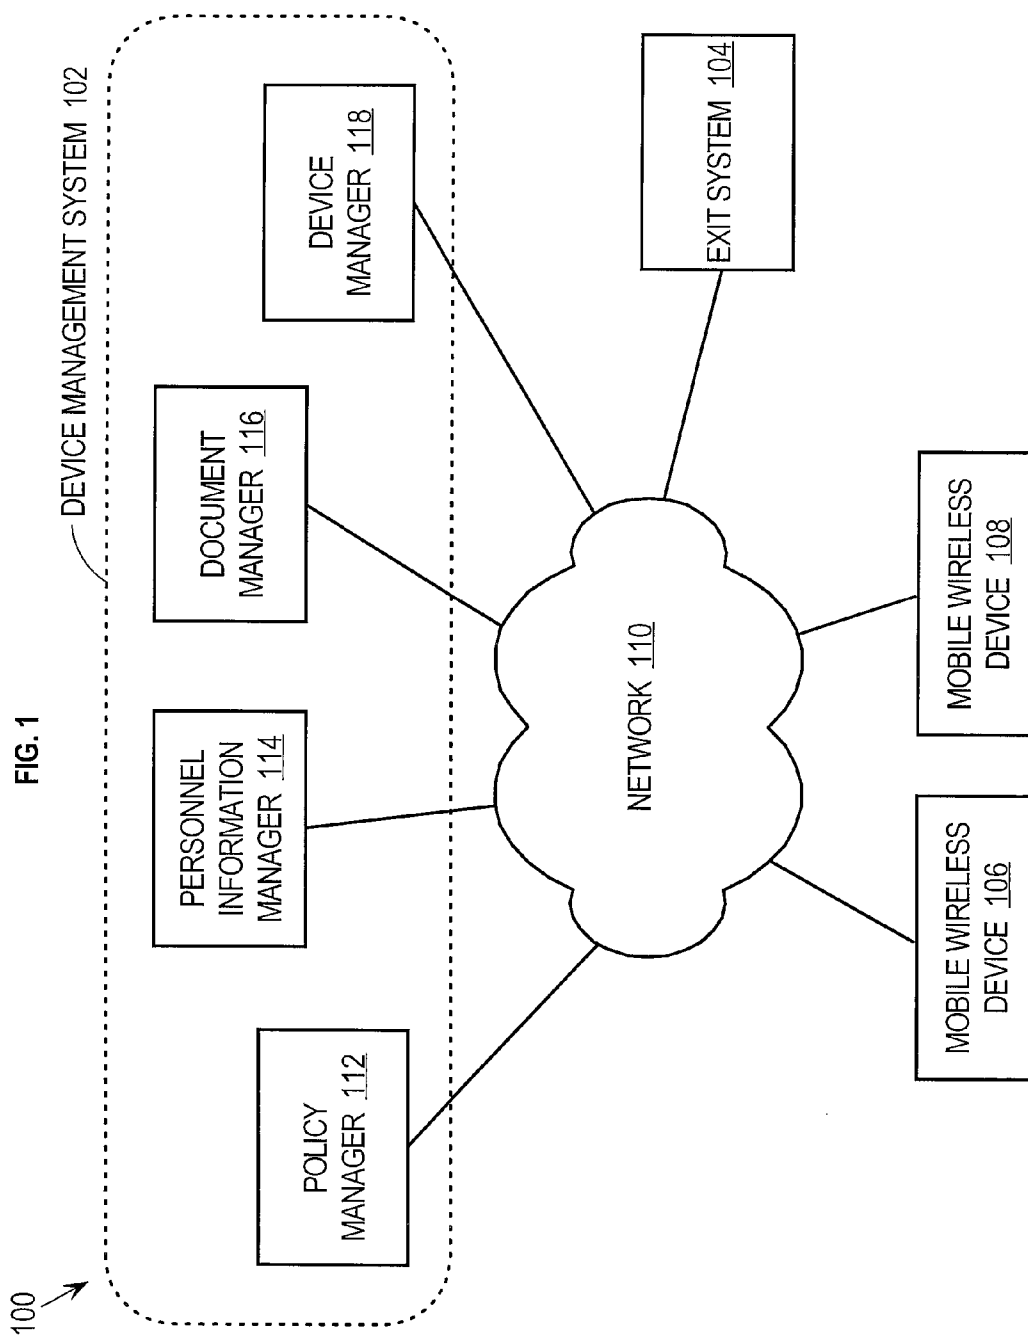 FIG. 1
100
DEVICE MANAGEMENT SYSTEM 102
POLICY
MANAGER 112
PERSONNEL
INFORMATION
MANAGER 114
DOCUMENT
MANAGER 116
DEVICE
MANAGER 118
NETWORK 110
EXIT SYSTEM 104
MOBILE WIRELESS
DEVICE 106
MOBILE WIRELESS
DEVICE 108